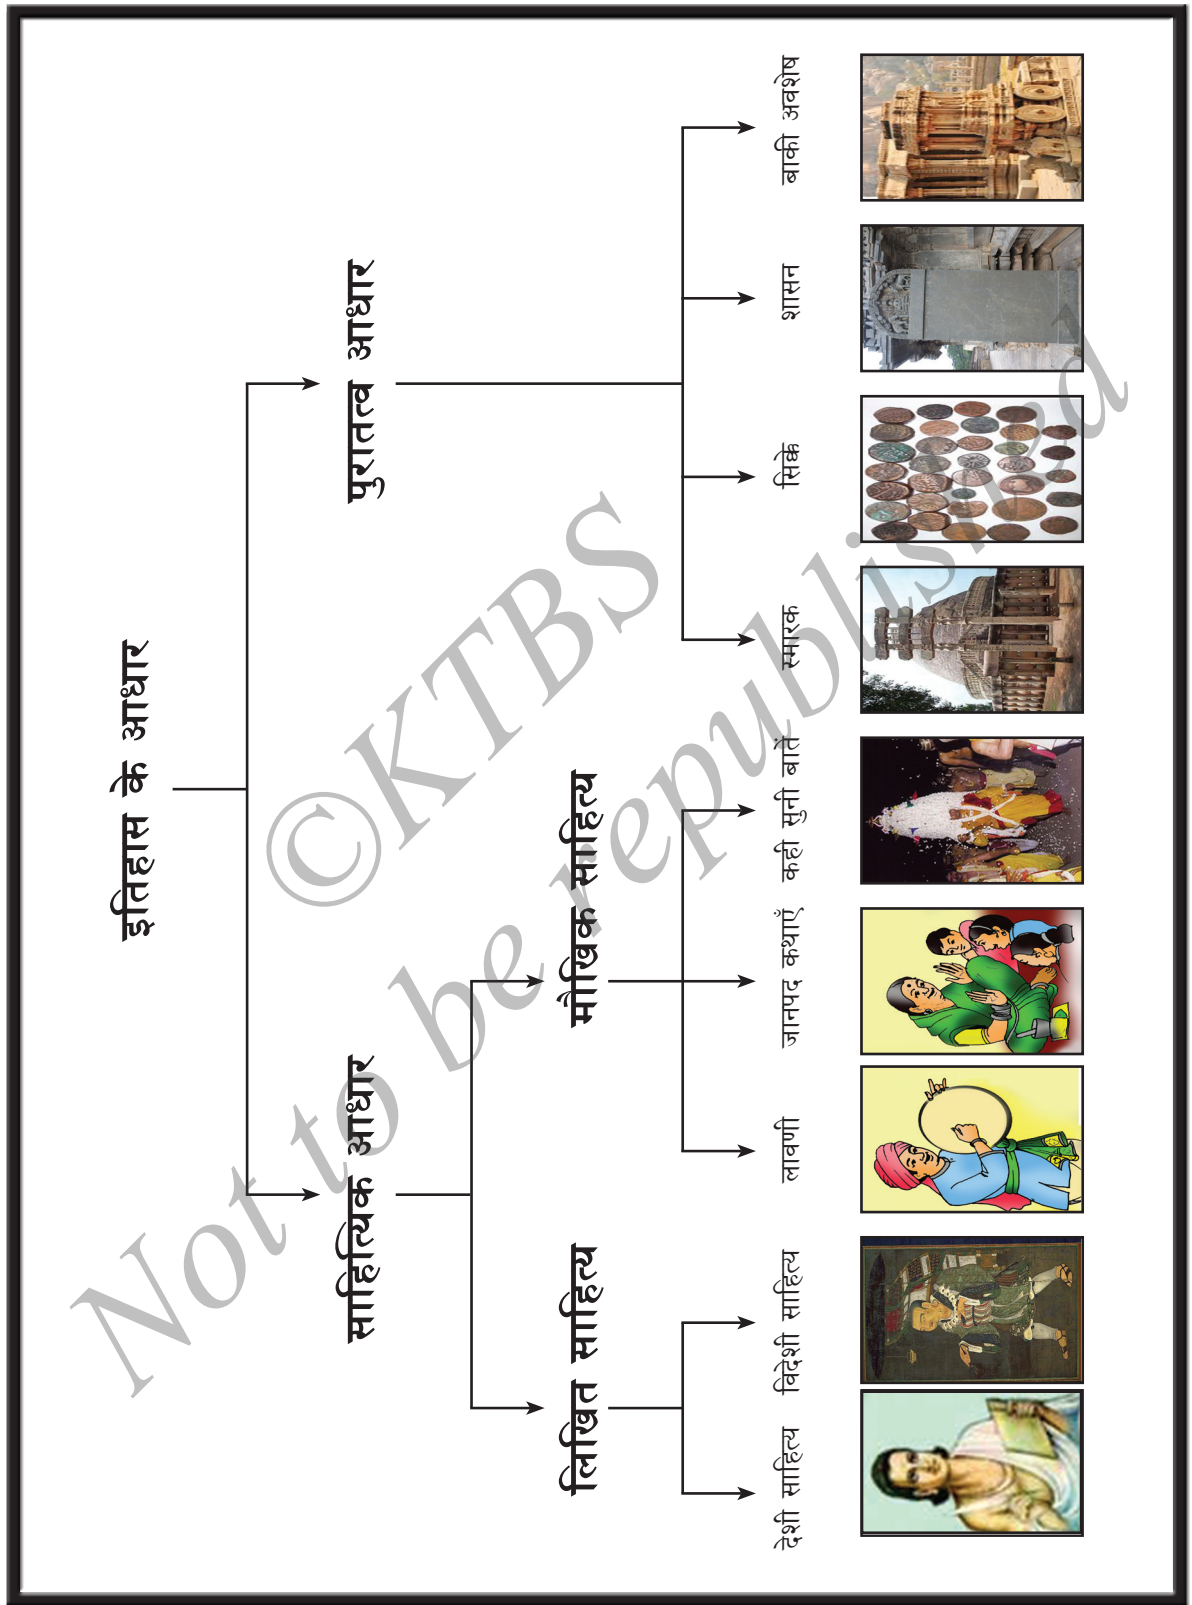 इतिहास के आधार
साहित्यिक आधार
पुरातत्व आधार
लिखित साहित्य
मौखिक साहित्य
देशी साहित्य
विदेशी साहित्य
लावणी
जानपद कथाएँ
कही सुनी बातें
स्मारक
सिक्के
शासन
बाकी अवशेष
©KTBS
Not to be republished